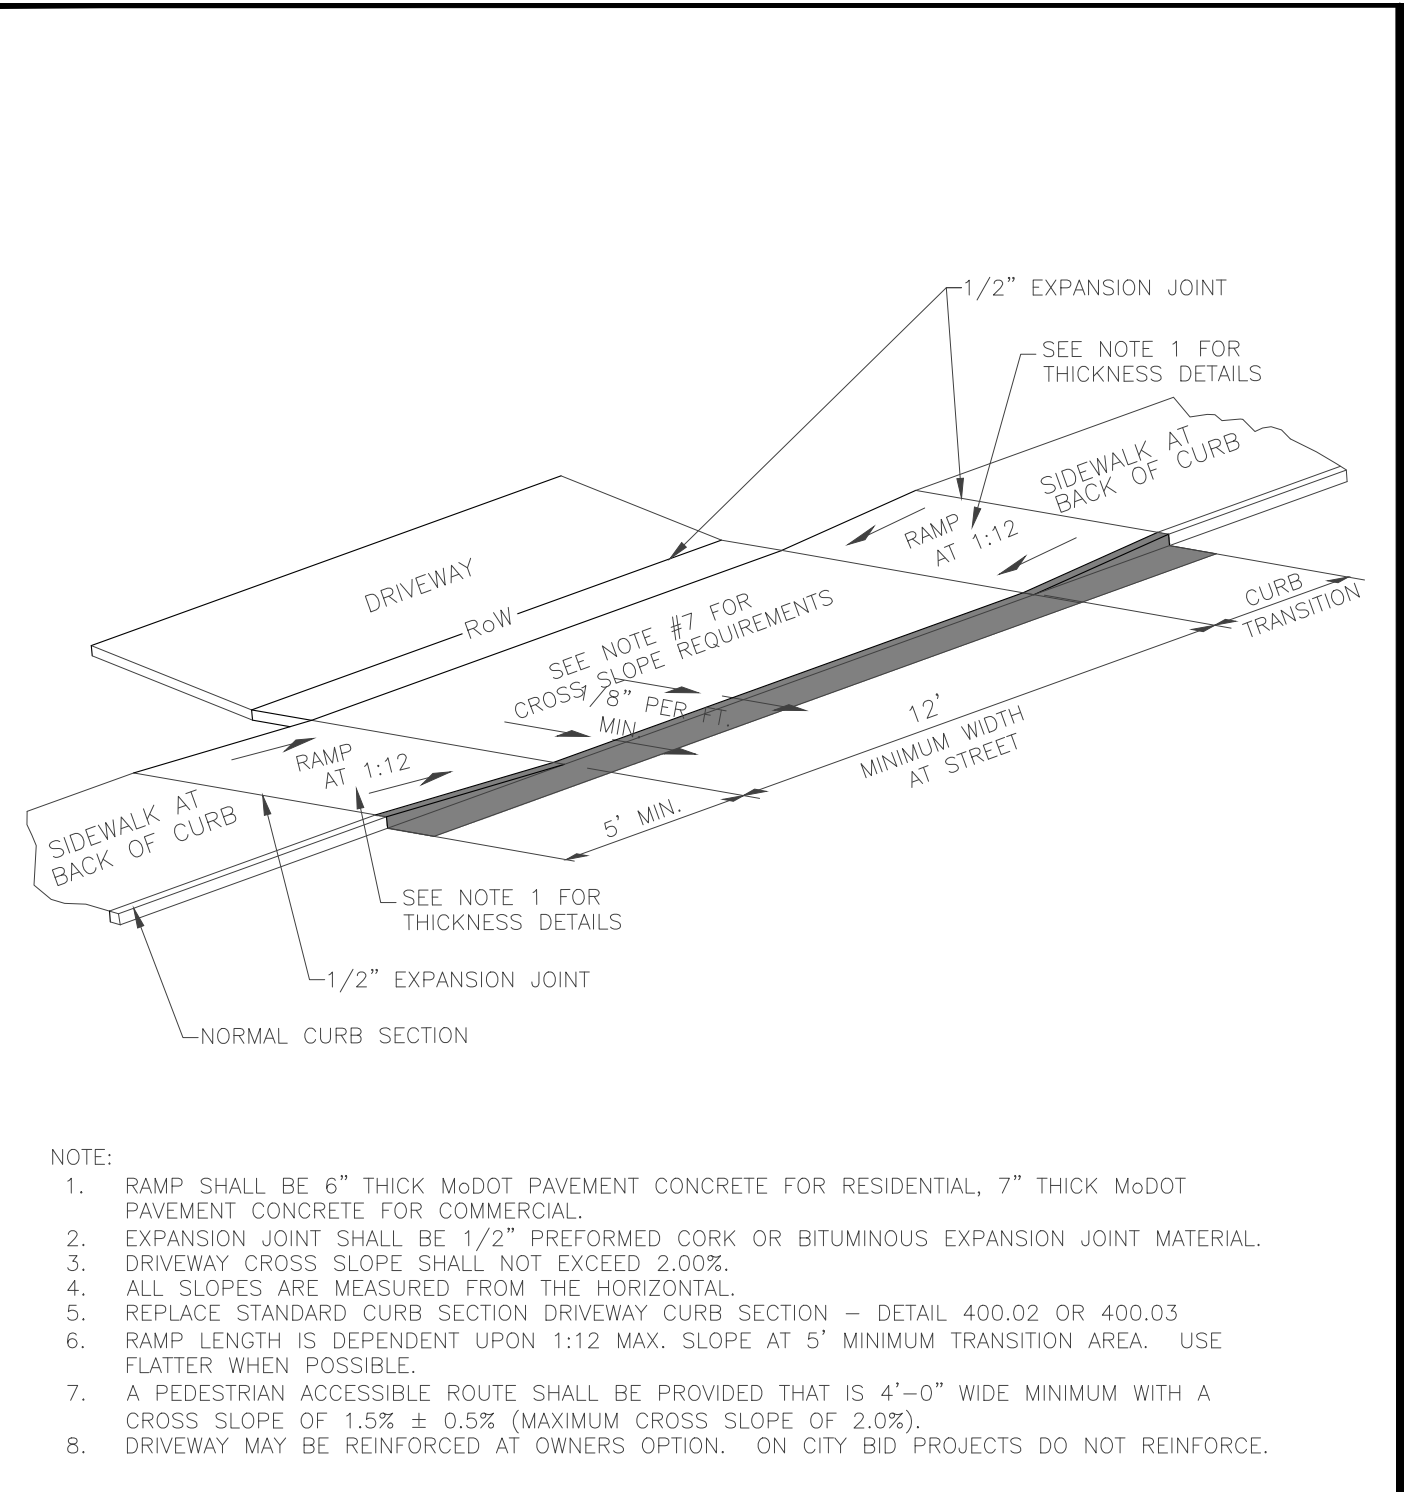 1/2" EXPANSION JOINT
SEE NOTE 1 FOR
THICKNESS DETAILS
SIDEWALK AT
BACK OF CURB
RAMP
AT 1:12
DRIVEWAY
RoW
SEE NOTE #7 FOR
CROSS SLOPE REQUIREMENTS
1/8" PER FT.
MIN.
CURB
TRANSITION
12'
MINIMUM WIDTH
AT STREET
RAMP
AT 1:12
5' MIN.
SIDEWALK AT
BACK OF CURB
SEE NOTE 1 FOR
THICKNESS DETAILS
1/2" EXPANSION JOINT
NORMAL CURB SECTION
NOTE:
1. RAMP SHALL BE 6" THICK MoDOT PAVEMENT CONCRETE FOR RESIDENTIAL, 7" THICK MoDOT
PAVEMENT CONCRETE FOR COMMERCIAL.
2. EXPANSION JOINT SHALL BE 1/2" PREFORMED CORK OR BITUMINOUS EXPANSION JOINT MATERIAL.
3. DRIVEWAY CROSS SLOPE SHALL NOT EXCEED 2.00%.
4. ALL SLOPES ARE MEASURED FROM THE HORIZONTAL.
5. REPLACE STANDARD CURB SECTION DRIVEWAY CURB SECTION – DETAIL 400.02 OR 400.03
6. RAMP LENGTH IS DEPENDENT UPON 1:12 MAX. SLOPE AT 5' MINIMUM TRANSITION AREA. USE
FLATTER WHEN POSSIBLE.
7. A PEDESTRIAN ACCESSIBLE ROUTE SHALL BE PROVIDED THAT IS 4'–0" WIDE MINIMUM WITH A
CROSS SLOPE OF 1.5% ± 0.5% (MAXIMUM CROSS SLOPE OF 2.0%).
8. DRIVEWAY MAY BE REINFORCED AT OWNERS OPTION. ON CITY BID PROJECTS DO NOT REINFORCE.